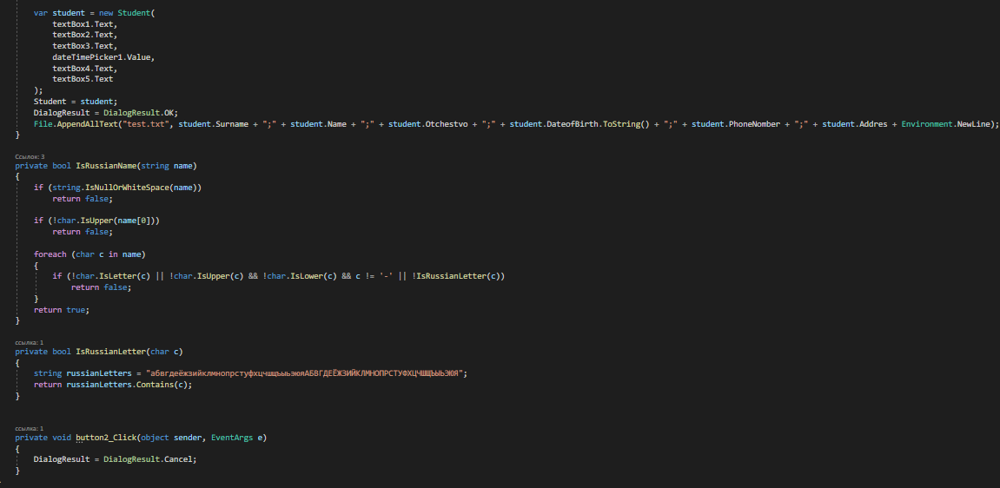 var student = new Student(
textBox1.Text,
textBox2.Text,
textBox3.Text,
dateTimePicker1.Value,
textBox4.Text,
textBox5.Text
);
Student = student;
DialogResult = DialogResult.OK;
File.AppendAllText("test.txt", student.Surname + ";" + student.Name + ";" + student.Otchestvo + ";" + student.DateofBirth.ToString() + ";" + student.PhoneNomber + ";" + student.Addres + Environment.NewLine);
}
Ссылок: 3
private bool IsRussianName(string name)
{
if (string.IsNullOrWhiteSpace(name))
return false;
if (!char.IsUpper(name[0]))
return false;
foreach (char c in name)
{
if (!char.IsLetter(c) || !char.IsUpper(c) && !char.IsLower(c) && c != '-' || !IsRussianLetter(c))
return false;
}
return true;
}
ссылка: 1
private bool IsRussianLetter(char c)
{
string russianLetters = "абвгдеёжзийклмнопрстуфхцчшщъыьэюяАБВГДЕЁЖЗИЙКЛМНОПРСТУФХЦЧШЩЪЫЬЭЮЯ";
return russianLetters.Contains(c);
}
ссылка: 1
private void button2_Click(object sender, EventArgs e)
{
DialogResult = DialogResult.Cancel;
}